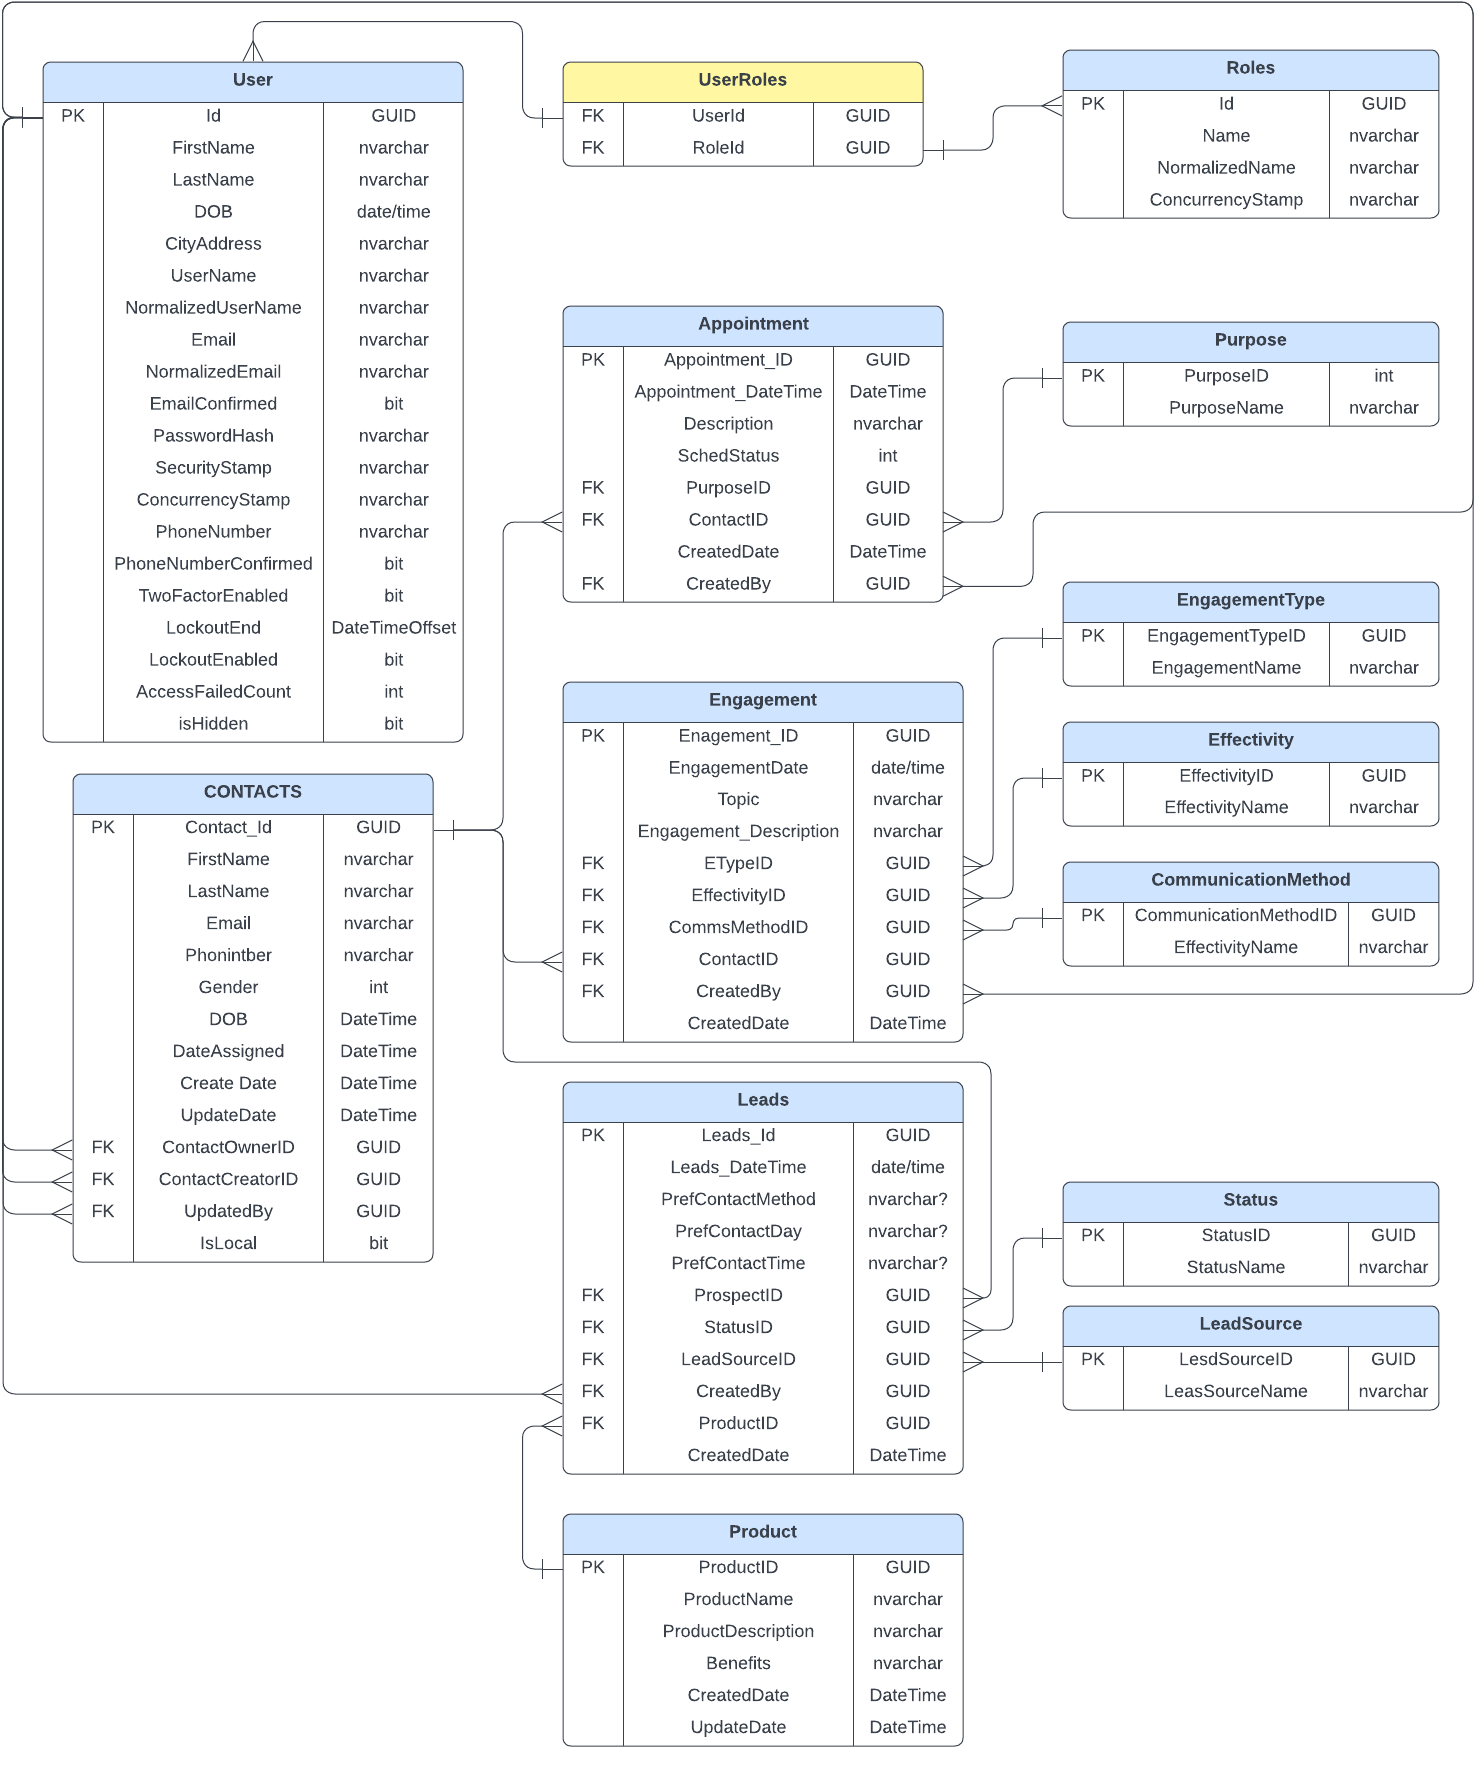 User
PK Id GUID
FirstName nvarchar
LastName nvarchar
DOB date/time
CityAddress nvarchar
UserName nvarchar
NormalizedUserName nvarchar
Email nvarchar
NormalizedEmail nvarchar
EmailConfirmed bit
PasswordHash nvarchar
SecurityStamp nvarchar
ConcurrencyStamp nvarchar
PhoneNumber nvarchar
PhoneNumberConfirmed bit
TwoFactorEnabled bit
LockoutEnd DateTimeOffset
LockoutEnabled bit
AccessFailedCount int
isHidden bit
UserRoles
FK UserId GUID
FK RoleId GUID
Roles
PK Id GUID
Name nvarchar
NormalizedName nvarchar
ConcurrencyStamp nvarchar
Appointment
PK Appointment_ID GUID
Appointment_DateTime DateTime
Description nvarchar
SchedStatus int
FK PurposeID GUID
FK ContactID GUID
CreatedDate DateTime
FK CreatedBy GUID
Purpose
PK PurposeID int
PurposeName nvarchar
EngagementType
PK EngagementTypeID GUID
EngagementName nvarchar
Engagement
PK Enagement_ID GUID
EngagementDate date/time
Topic nvarchar
Engagement_Description nvarchar
FK ETypeID GUID
FK EffectivityID GUID
FK CommsMethodID GUID
FK ContactID GUID
FK CreatedBy GUID
CreatedDate DateTime
Effectivity
PK EffectivityID GUID
EffectivityName nvarchar
CommunicationMethod
PK CommunicationMethodID GUID
EffectivityName nvarchar
CONTACTS
PK Contact_Id GUID
FirstName nvarchar
LastName nvarchar
Email nvarchar
Phonintber nvarchar
Gender int
DOB DateTime
DateAssigned DateTime
Create Date DateTime
UpdateDate DateTime
FK ContactOwnerID GUID
FK ContactCreatorID GUID
FK UpdatedBy GUID
IsLocal bit
Leads
PK Leads_Id GUID
Leads_DateTime date/time
PrefContactMethod nvarchar?
PrefContactDay nvarchar?
PrefContactTime nvarchar?
FK ProspectID GUID
FK StatusID GUID
FK LeadSourceID GUID
FK CreatedBy GUID
FK ProductID GUID
CreatedDate DateTime
Status
PK StatusID GUID
StatusName nvarchar
LeadSource
PK LesdSourceID GUID
LeasSourceName nvarchar
Product
PK ProductID GUID
ProductName nvarchar
ProductDescription nvarchar
Benefits nvarchar
CreatedDate DateTime
UpdateDate DateTime